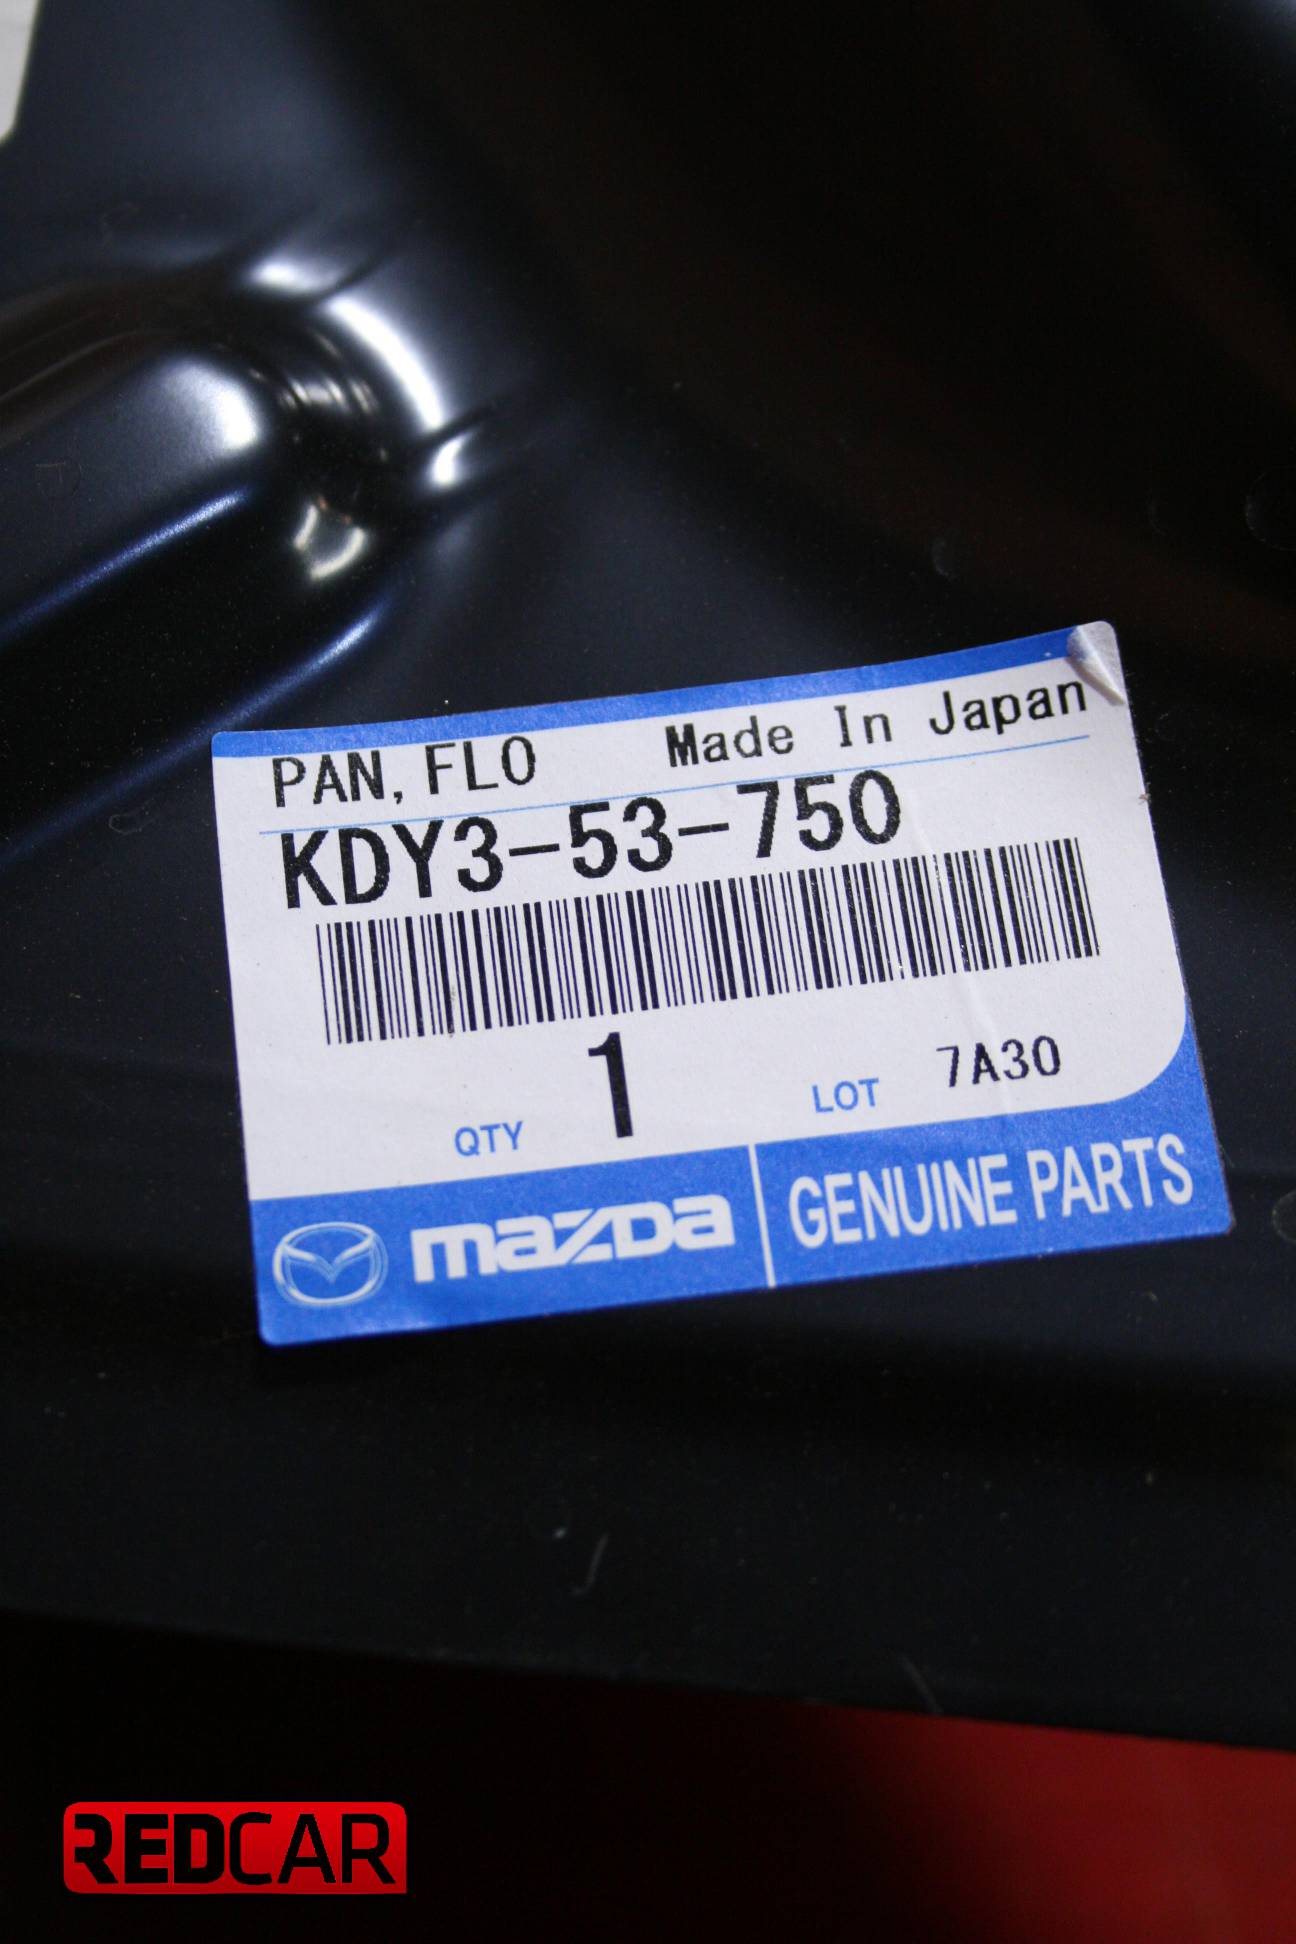 PAN, FLO Made In Japan
KDY3-53-750
QTY 1 LOT 7A30
mazda GENUINE PARTS
REDCAR